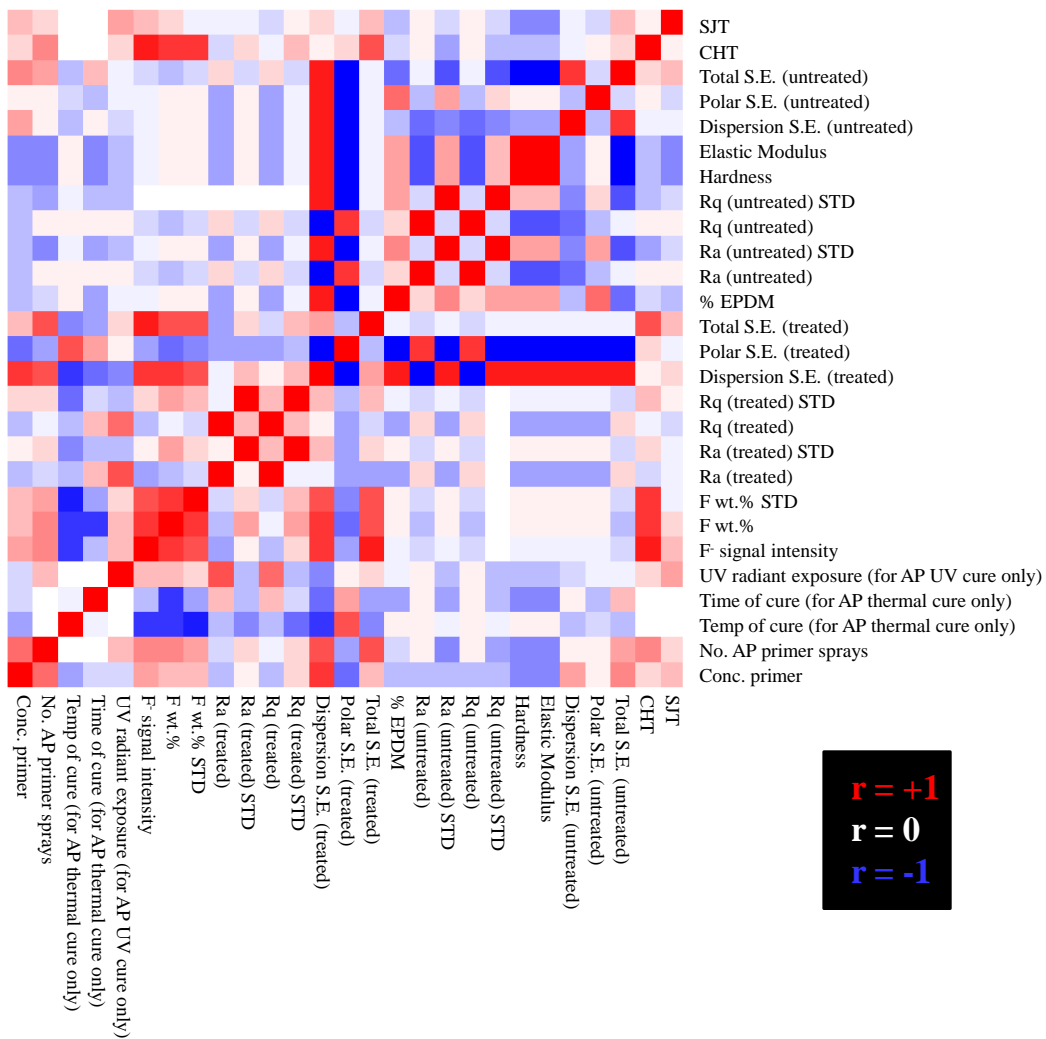 SJT
CHT
Total S.E. (untreated)
Polar S.E. (untreated)
Dispersion S.E. (untreated)
Elastic Modulus
Hardness
Rq (untreated) STD
Rq (untreated)
Ra (untreated) STD
Ra (untreated)
% EPDM
Total S.E. (treated)
Polar S.E. (treated)
Dispersion S.E. (treated)
Rq (treated) STD
Rq (treated)
Ra (treated) STD
Ra (treated)
F wt.% STD
F wt.%
F⁻ signal intensity
UV radiant exposure (for AP UV cure only)
Time of cure (for AP thermal cure only)
Temp of cure (for AP thermal cure only)
No. AP primer sprays
Conc. primer
Conc. primer
No. AP primer sprays
Temp of cure (for AP thermal cure only)
Time of cure (for AP thermal cure only)
UV radiant exposure (for AP UV cure only)
F⁻ signal intensity
F wt.%
F wt.% STD
Ra (treated)
Ra (treated) STD
Rq (treated)
Rq (treated) STD
Dispersion S.E. (treated)
Polar S.E. (treated)
Total S.E. (treated)
% EPDM
Ra (untreated)
Ra (untreated) STD
Rq (untreated)
Rq (untreated) STD
Hardness
Elastic Modulus
Dispersion S.E. (untreated)
Polar S.E. (untreated)
Total S.E. (untreated)
CHT
SJT
r = +1
r = 0
r = -1